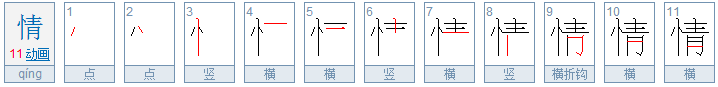 情 1 2 3 4 5 6 7 8 9 10 11
11 动画
qíng 点 点 竖 横 横 竖 横 竖 横折钩 横 横